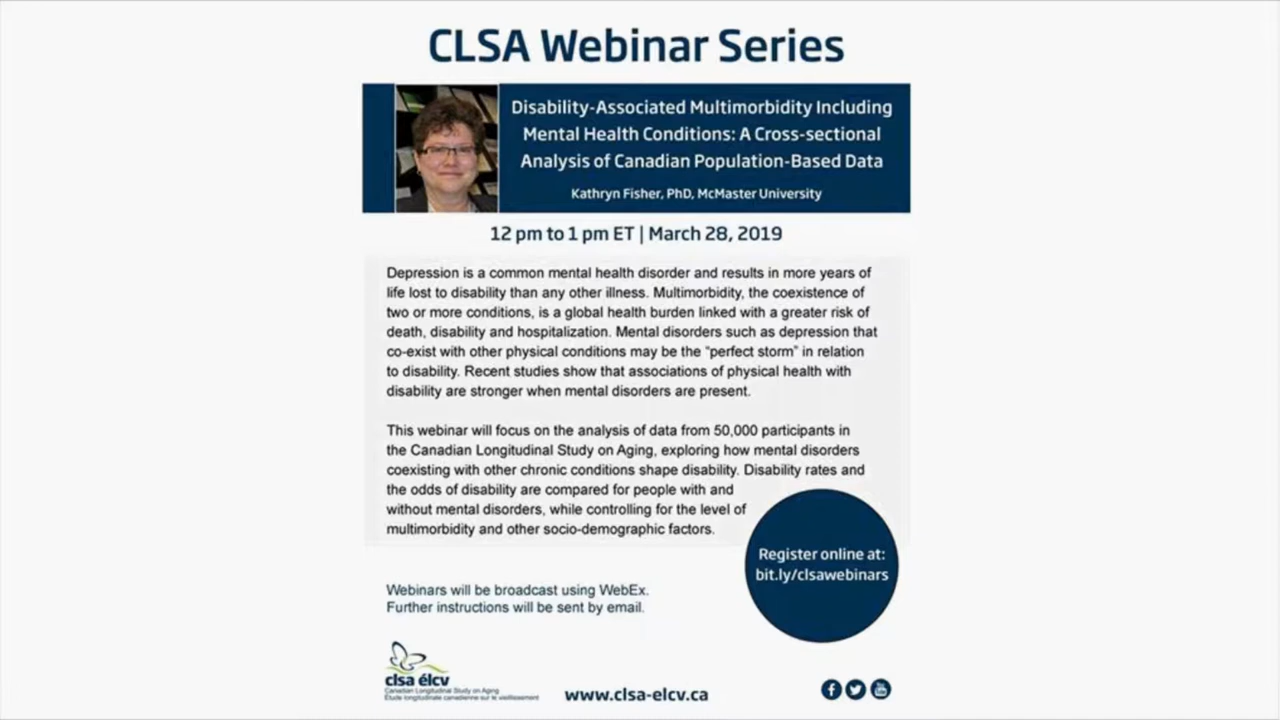 CLSA Webinar Series
Disability-Associated Multimorbidity Including
Mental Health Conditions: A Cross-sectional
Analysis of Canadian Population-Based Data
Kathryn Fisher, PhD, McMaster University
12 pm to 1 pm ET | March 28, 2019
Depression is a common mental health disorder and results in more years of
life lost to disability than any other illness. Multimorbidity, the coexistence of
two or more conditions, is a global health burden linked with a greater risk of
death, disability and hospitalization. Mental disorders such as depression that
co-exist with other physical conditions may be the “perfect storm” in relation
to disability. Recent studies show that associations of physical health with
disability are stronger when mental disorders are present.
This webinar will focus on the analysis of data from 50,000 participants in
the Canadian Longitudinal Study on Aging, exploring how mental disorders
coexisting with other chronic conditions shape disability. Disability rates and
the odds of disability are compared for people with and
without mental disorders, while controlling for the level of
multimorbidity and other socio-demographic factors.
Register online at:
bit.ly/clsawebinars
Webinars will be broadcast using WebEx.
Further instructions will be sent by email.
clsa élcv
Canadian Longitudinal Study on Aging
Étude longitudinale canadienne sur le vieillissement
www.clsa-elcv.ca